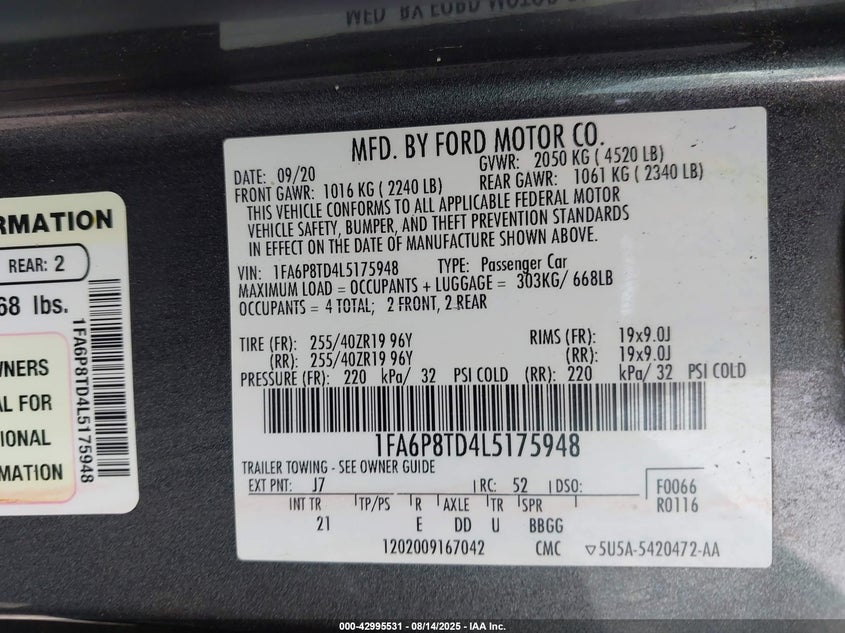 MFD. BY FORD MOTOR
MFD. BY FORD MOTOR CO.
DATE: 09/20 GVWR: 2050 KG ( 4520 LB)
FRONT GAWR: 1016 KG ( 2240 LB) REAR GAWR: 1061 KG ( 2340 LB)
THIS VEHICLE CONFORMS TO ALL APPLICABLE FEDERAL MOTOR
VEHICLE SAFETY, BUMPER, AND THEFT PREVENTION STANDARDS
IN EFFECT ON THE DATE OF MANUFACTURE SHOWN ABOVE.
VIN: 1FA6P8TD4L5175948 TYPE: Passenger Car
MAXIMUM LOAD = OCCUPANTS + LUGGAGE = 303KG/ 668LB
OCCUPANTS = 4 TOTAL; 2 FRONT, 2 REAR
TIRE (FR): 255/40ZR19 96Y RIMS (FR): 19x9.0J
(RR): 255/40ZR19 96Y (RR): 19x9.0J
PRESSURE (FR): 220 kPa/ 32 PSI COLD (RR): 220 kPa/ 32 PSI COLD
1FA6P8TD4L5175948
TRAILER TOWING - SEE OWNER GUIDE
EXT PNT: J7 RC: 52 DSO: F0066
R0116
INT TR TP/PS R AXLE TR SPR
21 E DD U BBGG
1202009167042 CMC ▽5U5A-5420472-AA
RMATION
REAR: 2
68 lbs.
WNERS
AL FOR
IONAL
MATION
1FA6P8TD4L5175948
000-42995531 - 08/14/2025 - IAA Inc.